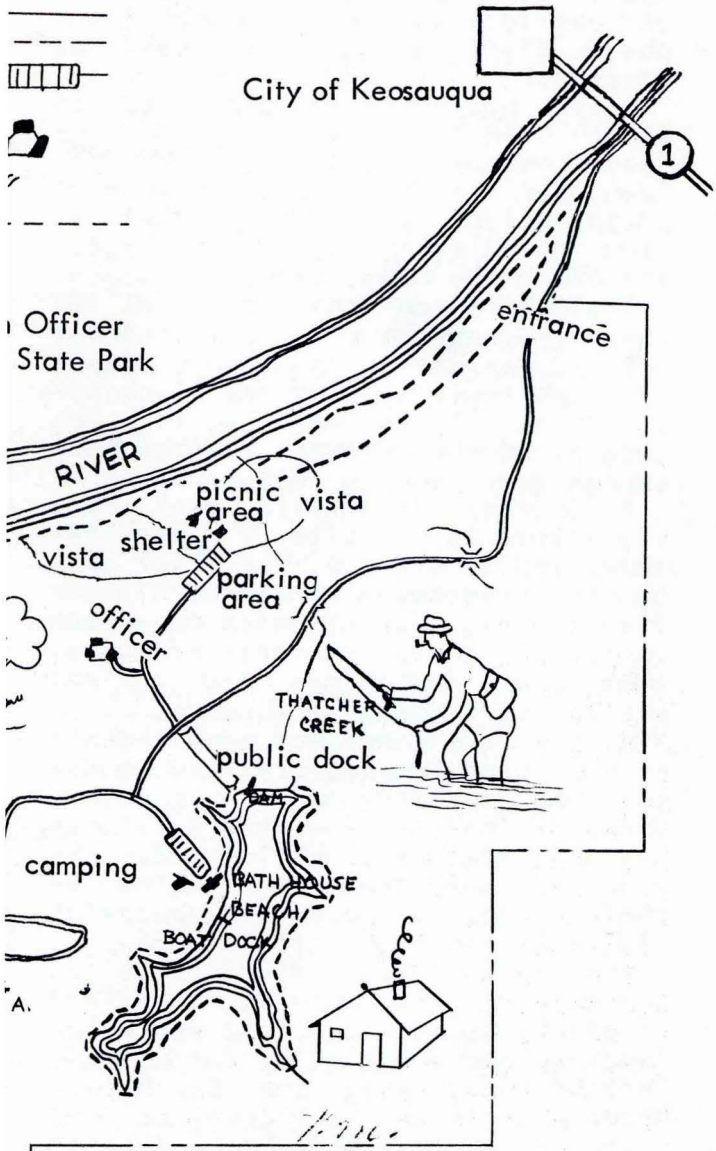 City of Keosauqua
1
Officer
State Park
entrance
RIVER
picnic
area
vista
shelter
vista
parking
area
officer
THATCHER
CREEK
public dock
DAM
camping
BATH HOUSE
BEACH
BOAT DOCK
A.